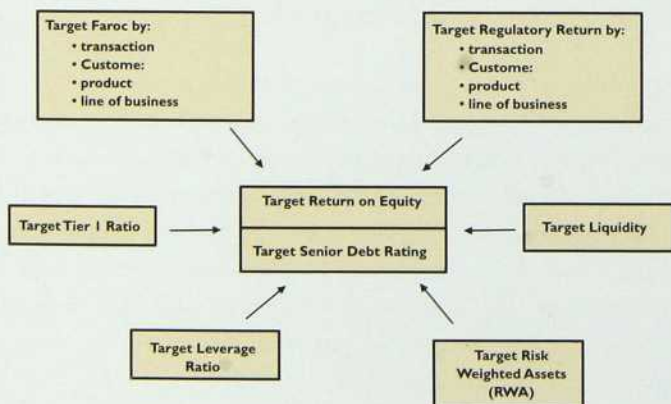 Target Faroc by:
• transaction
• Custome:
• product
• line of business
Target Regulatory Return by:
• transaction
• Custome:
• product
• line of business
Target Return on Equity
Target Senior Debt Rating
Target Tier 1 Ratio
Target Liquidity
Target Leverage
Ratio
Target Risk
Weighted Assets
(RWA)